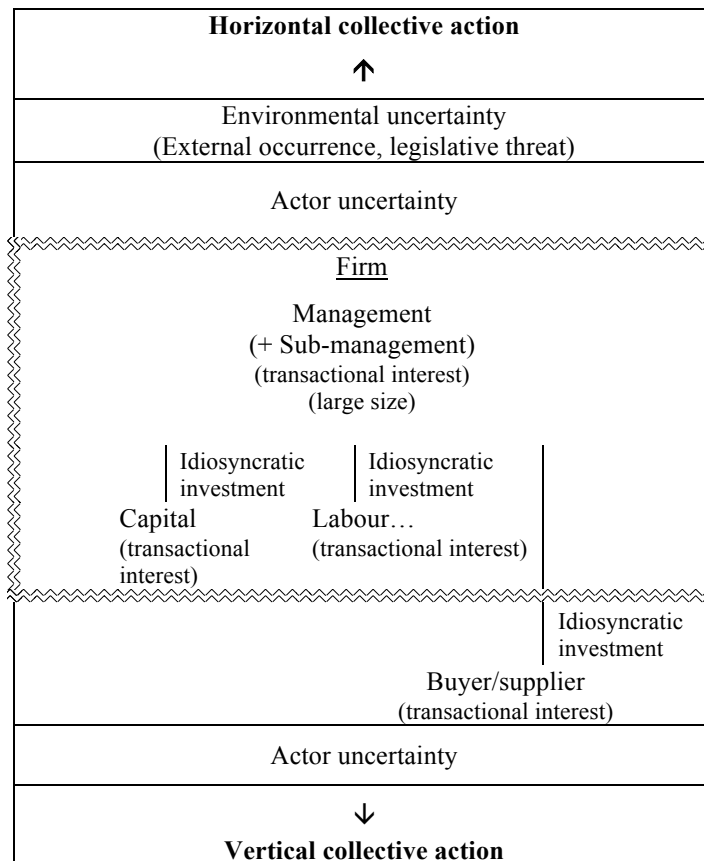 Horizontal collective action
↑
Environmental uncertainty
(External occurrence, legislative threat)
Actor uncertainty
Firm
Management
(+ Sub-management)
(transactional interest)
(large size)
Idiosyncratic
investment
Idiosyncratic
investment
Capital
(transactional
interest)
Labour…
(transactional interest)
Idiosyncratic
investment
Buyer/supplier
(transactional interest)
Actor uncertainty
↓
Vertical collective action